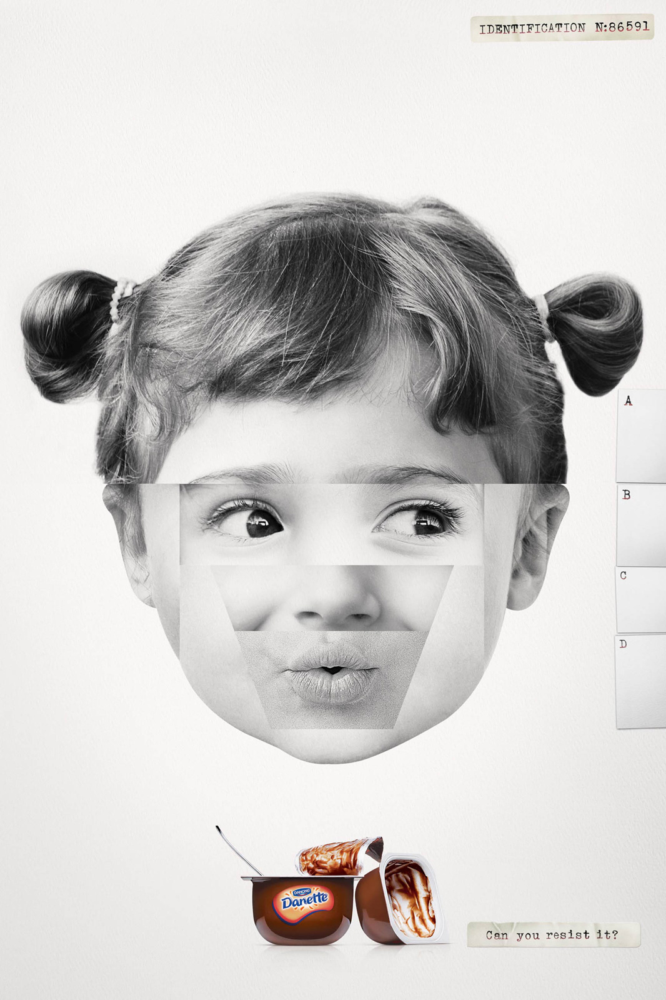 IDENTIFICATION N:86591
A
B
C
D
DANONE
Danette
Can you resist it?